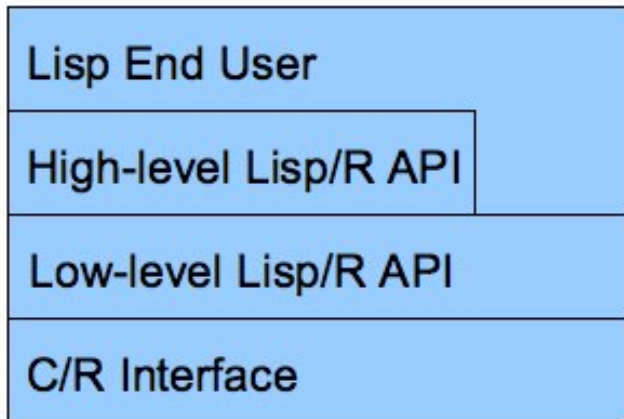 Lisp End User
High-level Lisp/R API
Low-level Lisp/R API
C/R Interface